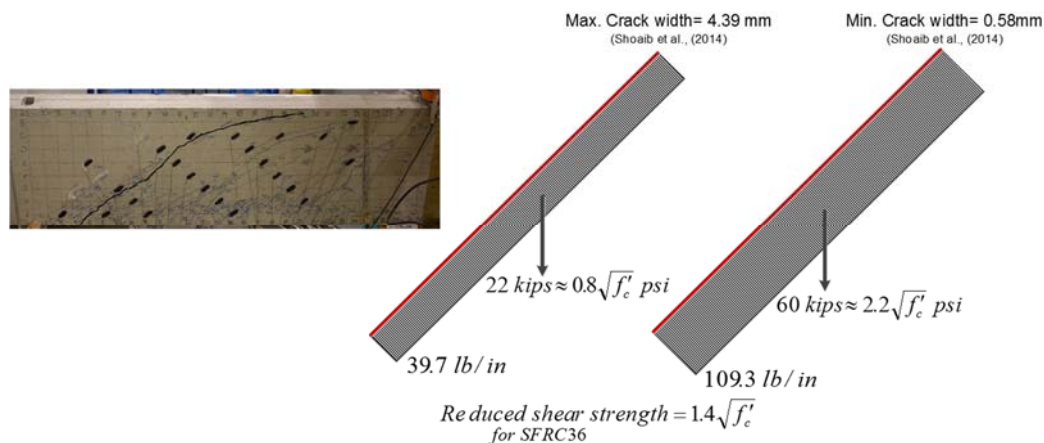 Max. Crack width= 4.39 mm
(Shoaib et al., (2014)
Min. Crack width= 0.58mm
(Shoaib et al., (2014)
22 kips≈0.8√f′c psi
60 kips≈2.2√f′c psi
39.7 lb/in
109.3 lb/in
Re duced shear strength=1.4√f′c
for SFRC36